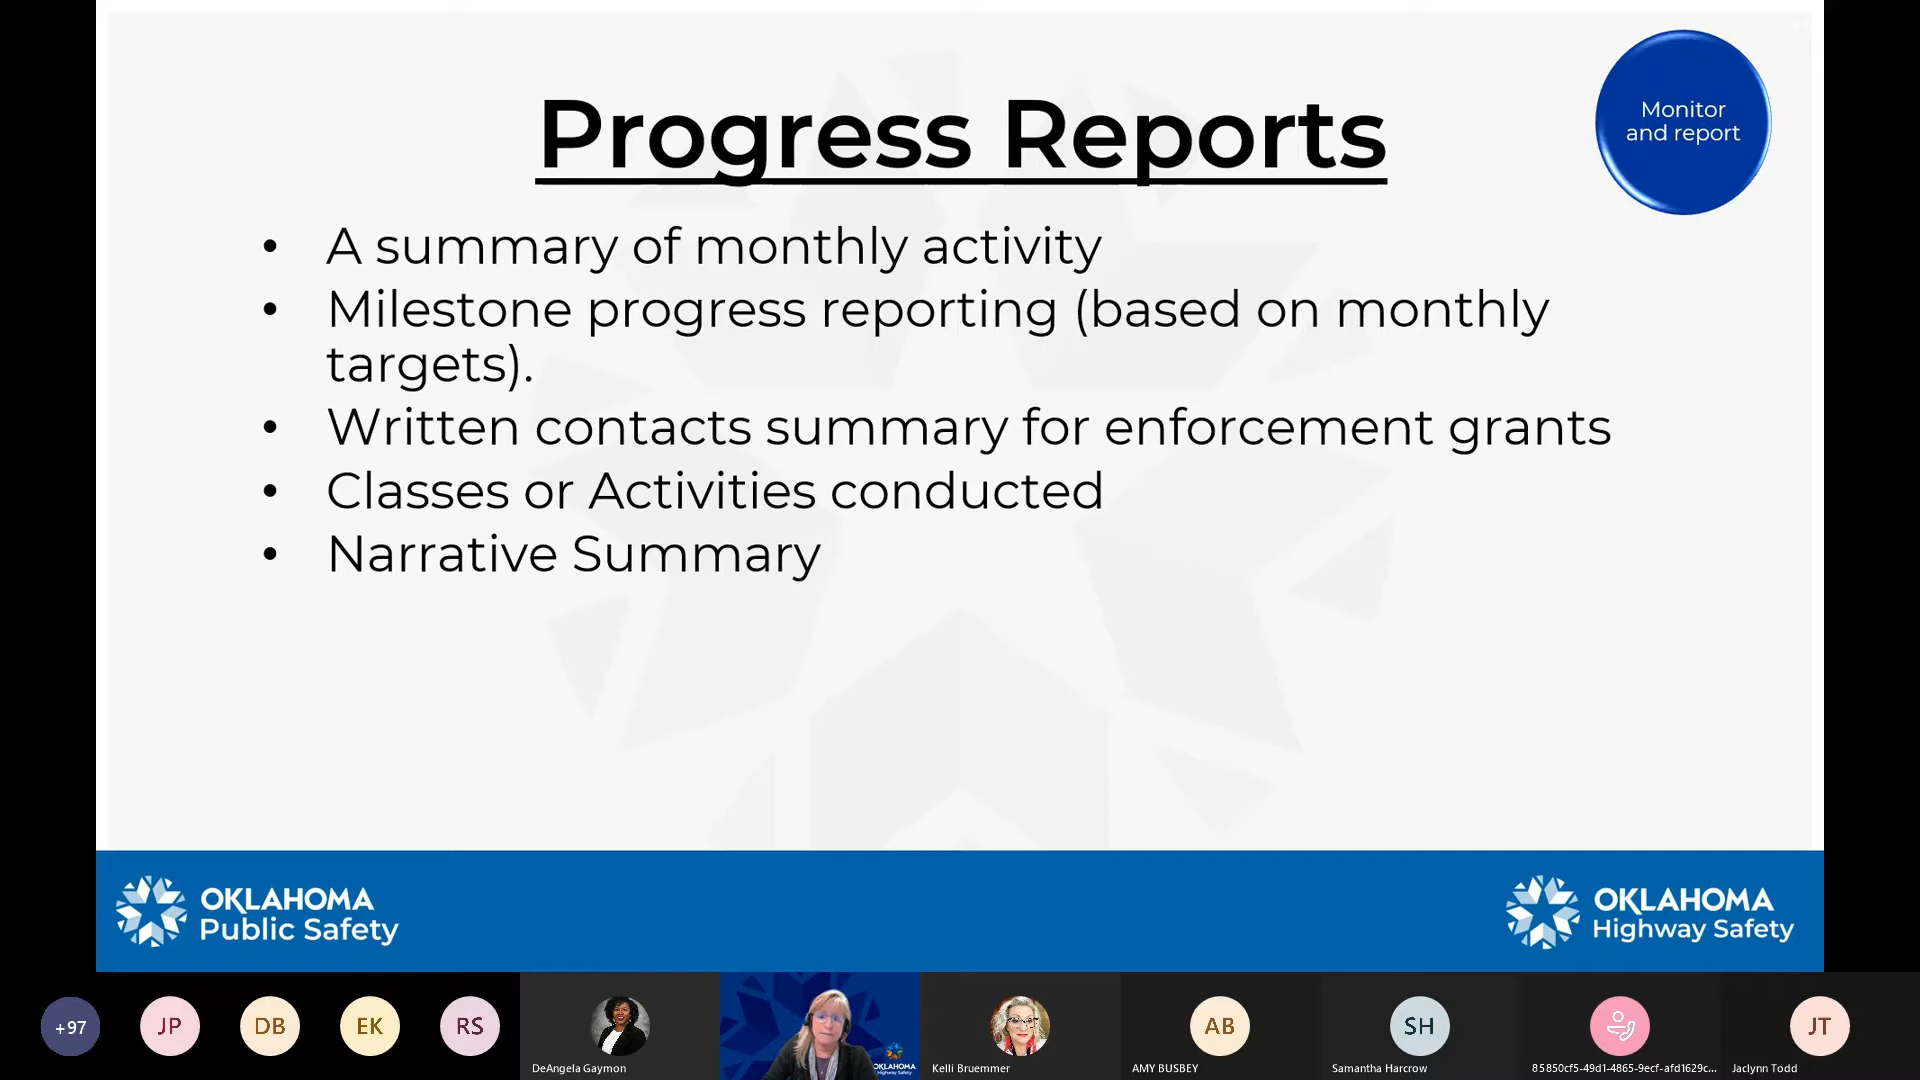 Progress Reports
Monitor
and report
• A summary of monthly activity
• Milestone progress reporting (based on monthly
targets).
• Written contacts summary for enforcement grants
• Classes or Activities conducted
• Narrative Summary
OKLAHOMA
Public Safety
OKLAHOMA
Highway Safety
+97
JP
DB
EK
RS
DeAngela Gaymon
OKLAHOMA
Highway Safety
Kelli Bruemmer
AB
AMY BUSBEY
SH
Samantha Harcrow
85850cf5-49d1-4865-9ecf-afd1629c...
JT
Jaclynn Todd